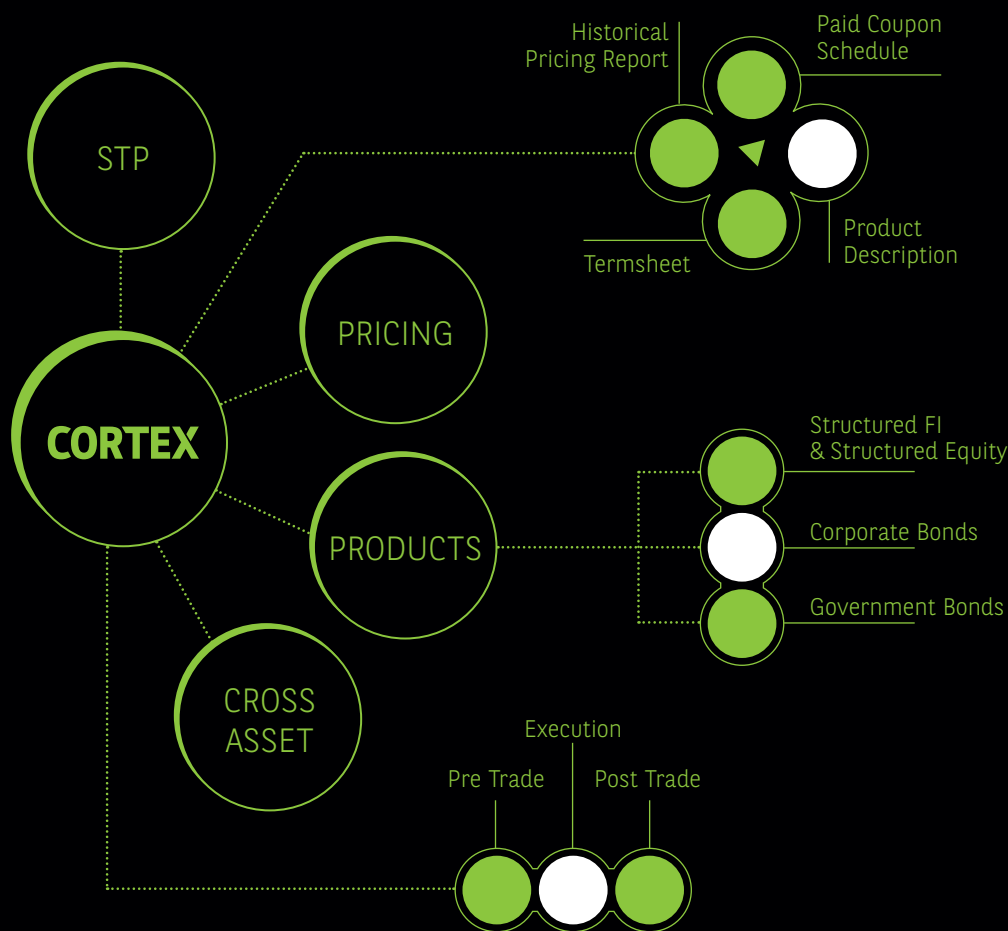 Historical
Pricing Report
Paid Coupon
Schedule
STP
Termsheet
Product
Description
PRICING
CORTEX
Structured FI
& Structured Equity
PRODUCTS
Corporate Bonds
Government Bonds
CROSS
ASSET
Execution
Pre Trade
Post Trade